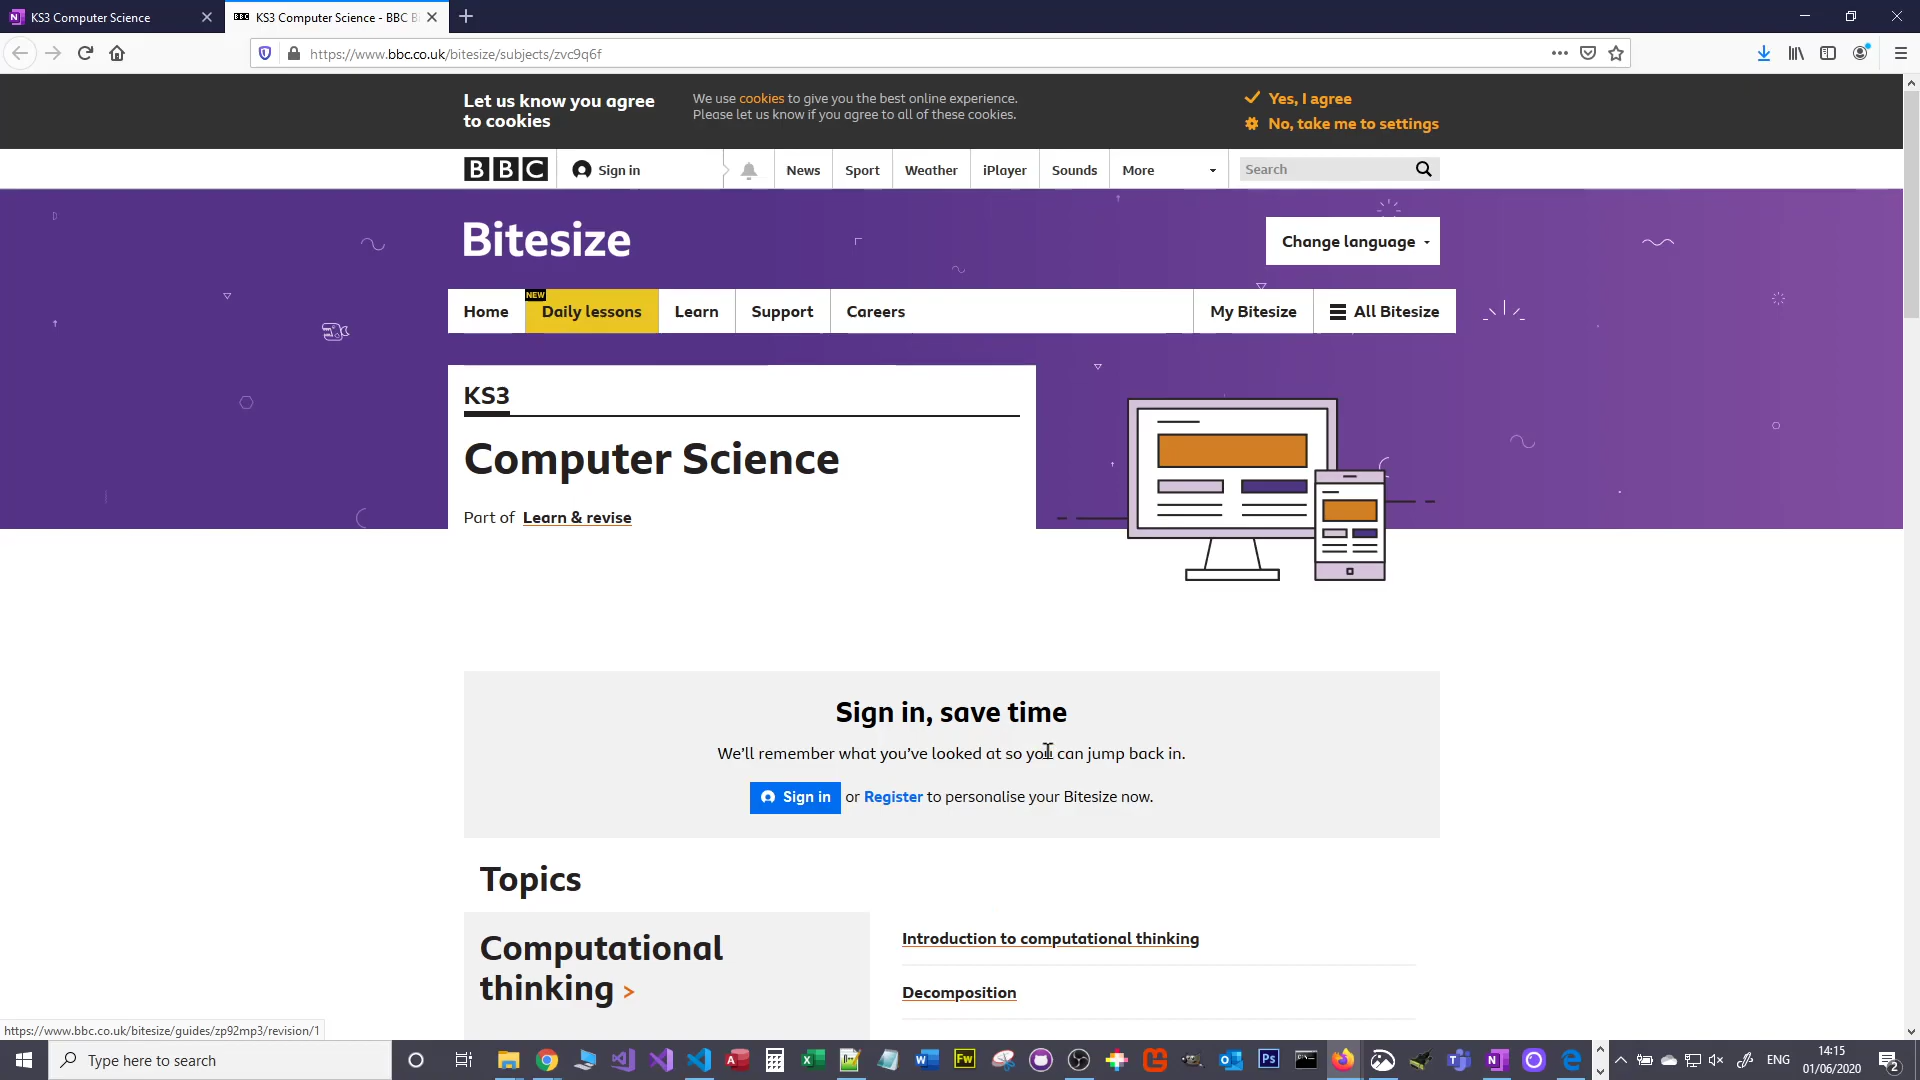 KS3 Computer Science
BBC KS3 Computer Science - BBC B
https://www.bbc.co.uk/bitesize/subjects/zvc9q6f
Let us know you agree
to cookies
We use cookies to give you the best online experience.
Please let us know if you agree to all of these cookies.
Yes, I agree
No, take me to settings
BBC
Sign in
News
Sport
Weather
iPlayer
Sounds
More
Search
Bitesize
Change language
Home
NEW
Daily lessons
Learn
Support
Careers
My Bitesize
All Bitesize
KS3
Computer Science
Part of Learn & revise
Sign in, save time
We'll remember what you've looked at so you can jump back in.
Sign in or Register to personalise your Bitesize now.
Topics
Computational
thinking >
Introduction to computational thinking
Decomposition
https://www.bbc.co.uk/bitesize/guides/zp92mp3/revision/1
Type here to search
Fw
Ps
ENG
14:15
01/06/2020
2